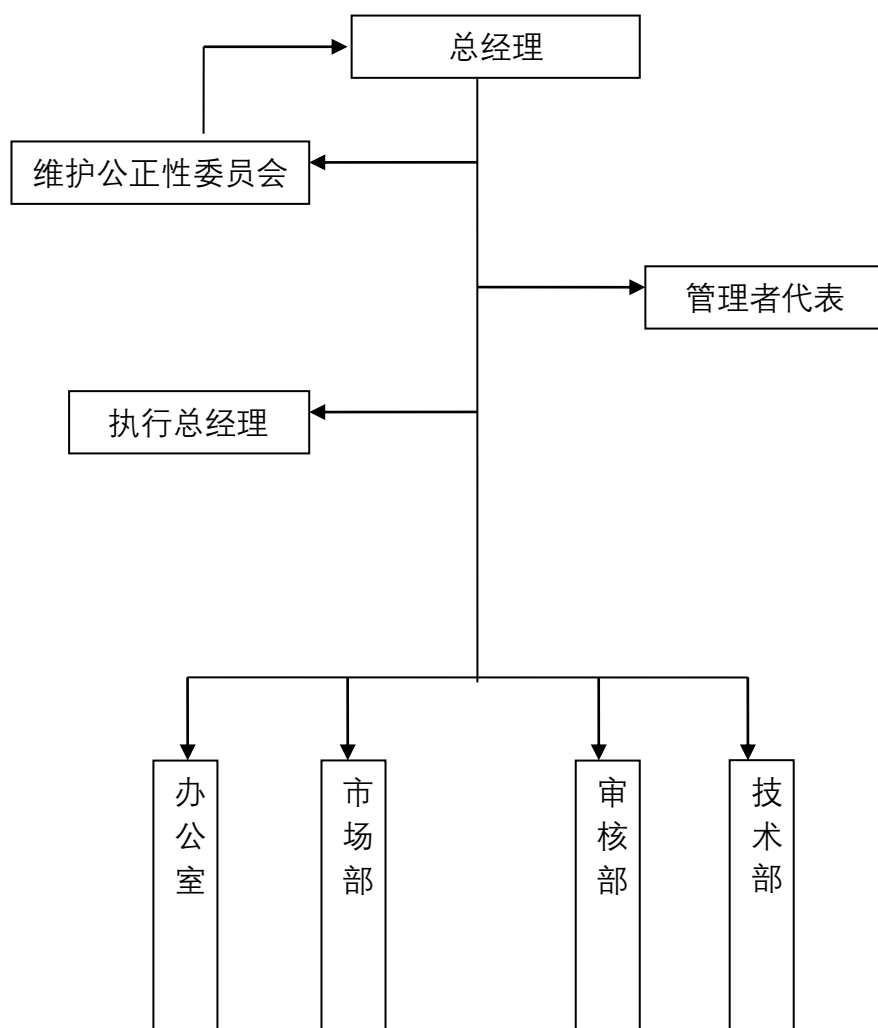 总经理
维护公正性委员会
管理者代表
执行总经理
办公室
市场部
审核部
技术部